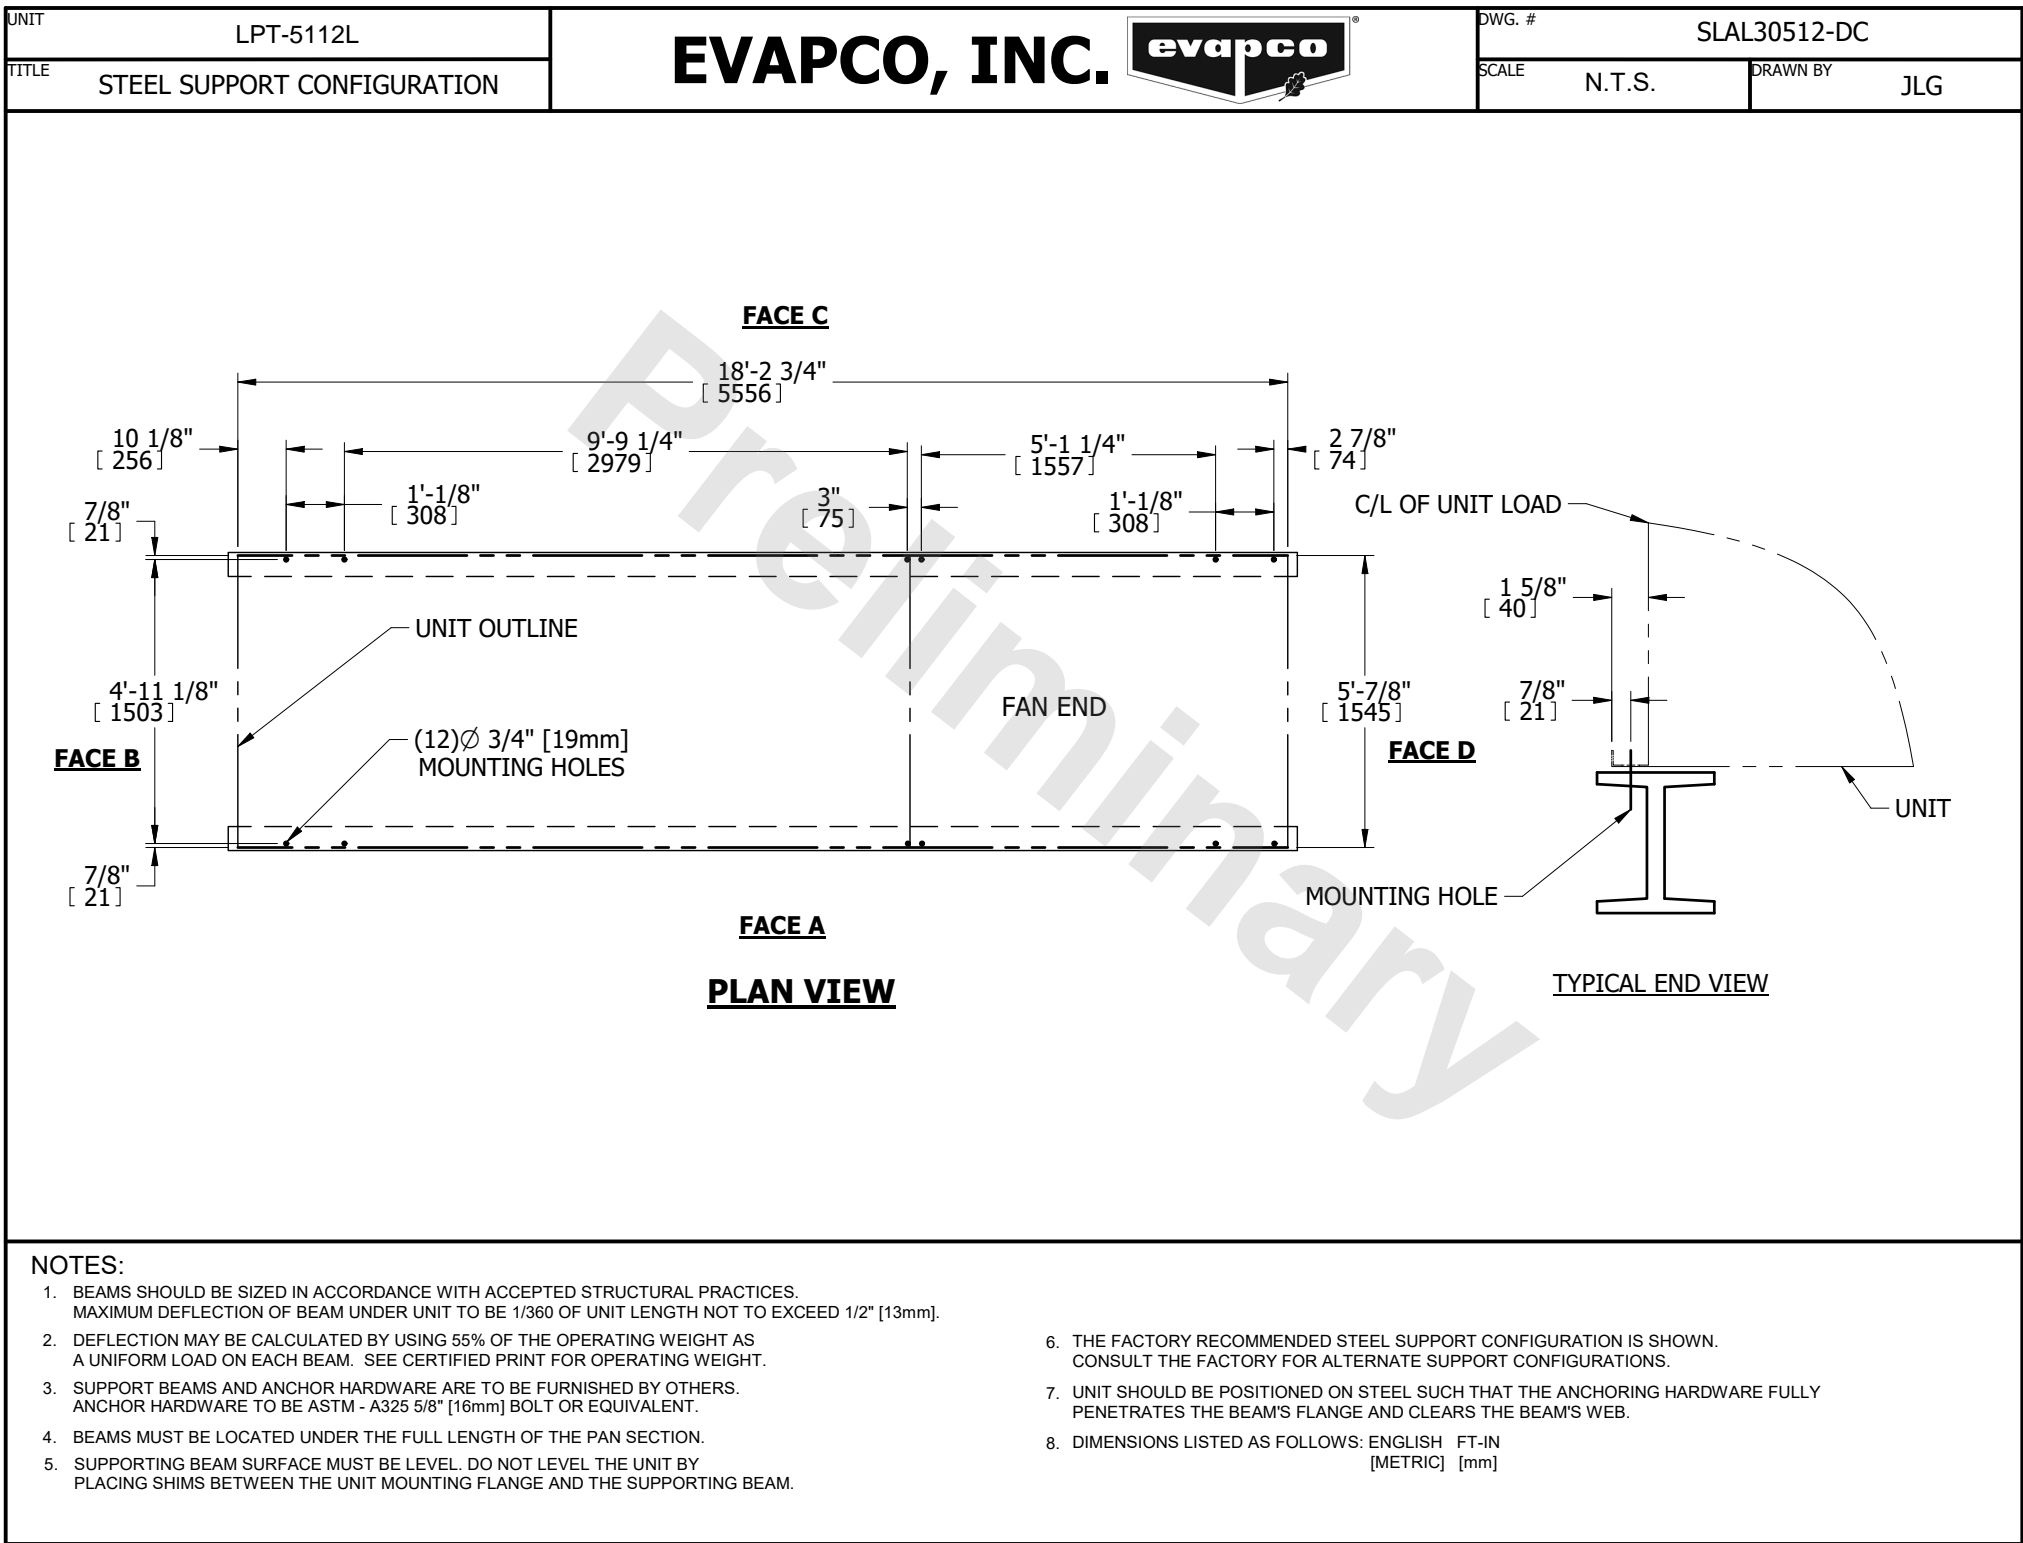 UNIT
LPT-5112L
TITLE
STEEL SUPPORT CONFIGURATION
EVAPCO, INC.
evapco
®
DWG. #
SLAL30512-DC
SCALE
N.T.S.
DRAWN BY
JLG
FACE C
18'-2 3/4"
[ 5556 ]
10 1/8"
[ 256 ]
9'-9 1/4"
[ 2979 ]
5'-1 1/4"
[ 1557 ]
2 7/8"
[ 74 ]
1'-1/8"
[ 308 ]
3"
[ 75 ]
1'-1/8"
[ 308 ]
7/8"
[ 21 ]
C/L OF UNIT LOAD
1 5/8"
[ 40 ]
UNIT OUTLINE
4'-11 1/8"
[ 1503 ]
FAN END
5'-7/8"
[ 1545 ]
7/8"
[ 21 ]
(12)∅ 3/4" [19mm]
MOUNTING HOLES
FACE B
FACE D
UNIT
7/8"
[ 21 ]
MOUNTING HOLE
FACE A
PLAN VIEW
TYPICAL END VIEW
Preliminary
NOTES:
1. BEAMS SHOULD BE SIZED IN ACCORDANCE WITH ACCEPTED STRUCTURAL PRACTICES.
MAXIMUM DEFLECTION OF BEAM UNDER UNIT TO BE 1/360 OF UNIT LENGTH NOT TO EXCEED 1/2" [13mm].
2. DEFLECTION MAY BE CALCULATED BY USING 55% OF THE OPERATING WEIGHT AS
A UNIFORM LOAD ON EACH BEAM. SEE CERTIFIED PRINT FOR OPERATING WEIGHT.
3. SUPPORT BEAMS AND ANCHOR HARDWARE ARE TO BE FURNISHED BY OTHERS.
ANCHOR HARDWARE TO BE ASTM - A325 5/8" [16mm] BOLT OR EQUIVALENT.
4. BEAMS MUST BE LOCATED UNDER THE FULL LENGTH OF THE PAN SECTION.
5. SUPPORTING BEAM SURFACE MUST BE LEVEL. DO NOT LEVEL THE UNIT BY
PLACING SHIMS BETWEEN THE UNIT MOUNTING FLANGE AND THE SUPPORTING BEAM.
6. THE FACTORY RECOMMENDED STEEL SUPPORT CONFIGURATION IS SHOWN.
CONSULT THE FACTORY FOR ALTERNATE SUPPORT CONFIGURATIONS.
7. UNIT SHOULD BE POSITIONED ON STEEL SUCH THAT THE ANCHORING HARDWARE FULLY
PENETRATES THE BEAM'S FLANGE AND CLEARS THE BEAM'S WEB.
8. DIMENSIONS LISTED AS FOLLOWS: ENGLISH FT-IN
[METRIC] [mm]